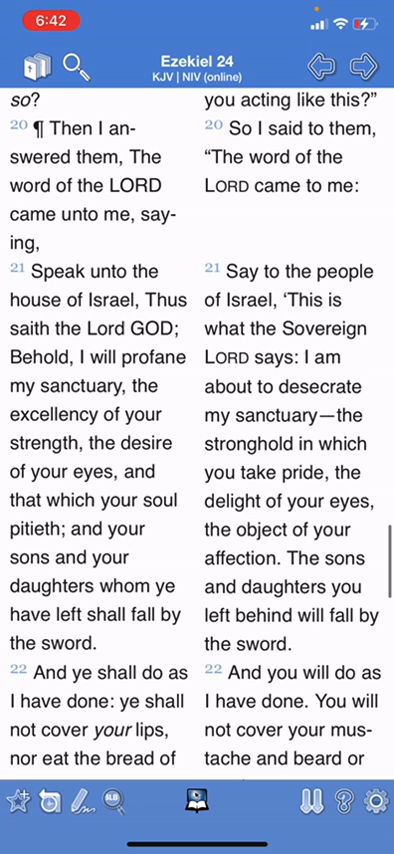 6:42
Ezekiel 24
KJV | NIV (online)
so?
20 ¶ Then I an-
swered them, The
word of the LORD
came unto me, say-
ing,
21 Speak unto the
house of Israel, Thus
saith the Lord GOD;
Behold, I will profane
my sanctuary, the
excellency of your
strength, the desire
of your eyes, and
that which your soul
pitieth; and your
sons and your
daughters whom ye
have left shall fall by
the sword.
22 And ye shall do as
I have done: ye shall
not cover your lips,
nor eat the bread of
you acting like this?”
20 So I said to them,
“The word of the
LORD came to me:
21 Say to the people
of Israel, ‘This is
what the Sovereign
LORD says: I am
about to desecrate
my sanctuary—the
stronghold in which
you take pride, the
delight of your eyes,
the object of your
affection. The sons
and daughters you
left behind will fall by
the sword.
22 And you will do as
I have done. You will
not cover your mus-
tache and beard or
ALB